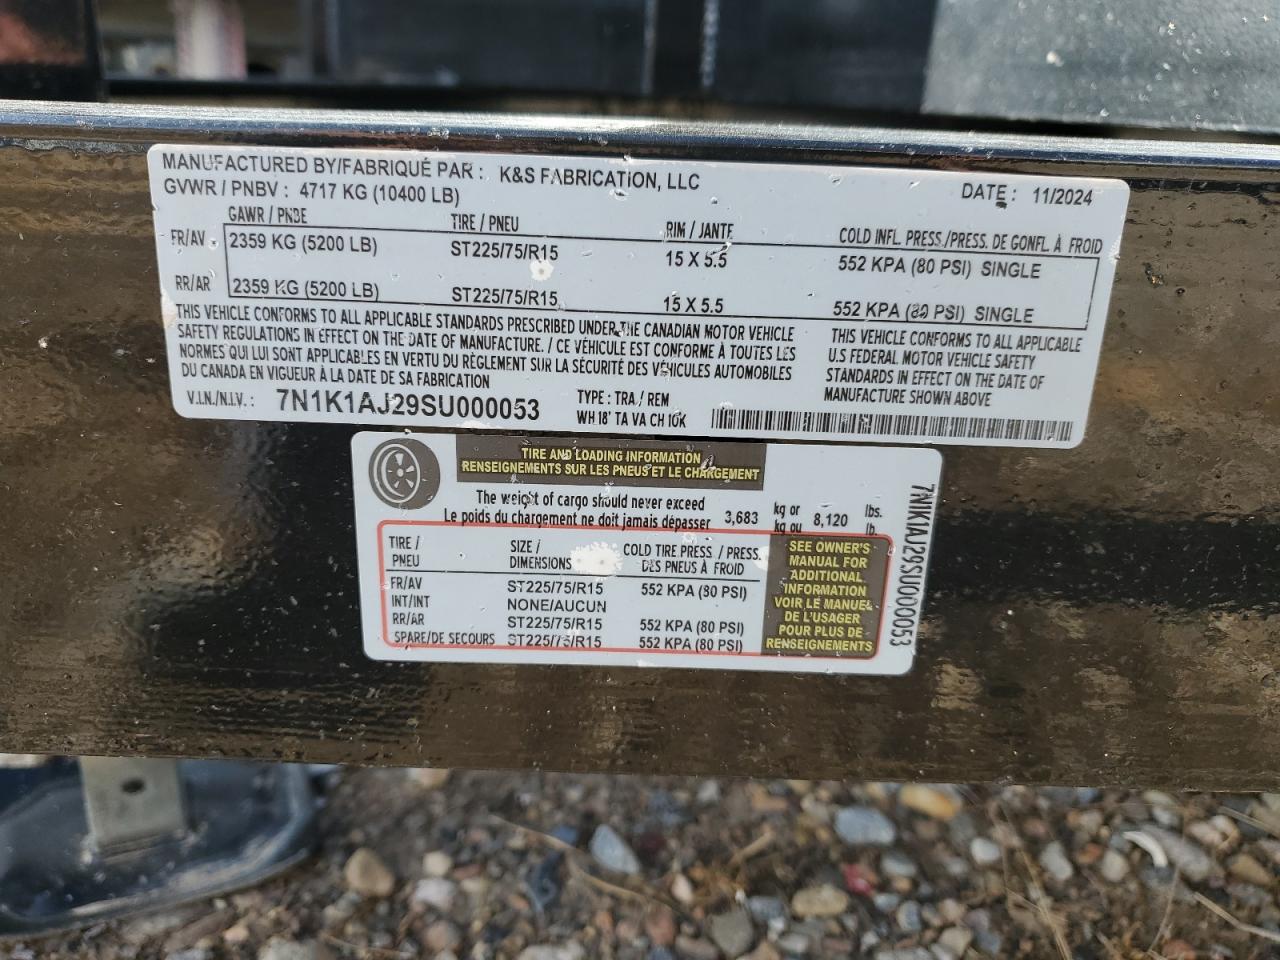 MANUFACTURED BY/FABRIQUÉ PAR : K&S FABRICATION, LLC
GVWR / PNBV : 4717 KG (10400 LB) DATE: 11/2024
GAWR / PNBE TIRE / PNEU RIM / JANTE COLD INFL. PRESS./PRESS. DE GONFL. À FROID
FR/AV 2359 KG (5200 LB) ST225/75/R15 15 X 5.5 552 KPA (80 PSI) SINGLE
RR/AR 2359 KG (5200 LB) ST225/75/R15 15 X 5.5 552 KPA (80 PSI) SINGLE
THIS VEHICLE CONFORMS TO ALL APPLICABLE STANDARDS PRESCRIBED UNDER THE CANADIAN MOTOR VEHICLE
SAFETY REGULATIONS IN EFFECT ON THE DATE OF MANUFACTURE. / CE VÉHICULE EST CONFORME À TOUTES LES
NORMES QUI LUI SONT APPLICABLES EN VERTU DU RÈGLEMENT SUR LA SÉCURITÉ DES VÉHICULES AUTOMOBILES
DU CANADA EN VIGUEUR À LA DATE DE SA FABRICATION
THIS VEHICLE CONFORMS TO ALL APPLICABLE
U.S FEDERAL MOTOR VEHICLE SAFETY
STANDARDS IN EFFECT ON THE DATE OF
MANUFACTURE SHOWN ABOVE
V.I.N./N.I.V.: 7N1K1AJ29SU000053 TYPE: TRA / REM
WH 18' TA VA CH 10K
TIRE AND LOADING INFORMATION
RENSEIGNEMENTS SUR LES PNEUS ET LE CHARGEMENT
The weight of cargo should never exceed
Le poids du chargement ne doit jamais dépasser
3,683 kg or 8,120 lbs.
kg ou lb.
TIRE / SIZE / COLD TIRE PRESS. / PRESS.
PNEU DIMENSIONS DES PNEUS À FROID
FR/AV ST225/75/R15 552 KPA (80 PSI)
INT/INT NONE/AUCUN
RR/AR ST225/75/R15 552 KPA (80 PSI)
SPARE/DE SECOURS ST225/75/R15 552 KPA (80 PSI)
SEE OWNER'S
MANUAL FOR
ADDITIONAL
INFORMATION
VOIR LE MANUEL
DE L'USAGER
POUR PLUS DE
RENSEIGNEMENTS
7N1K1AJ29SU000053